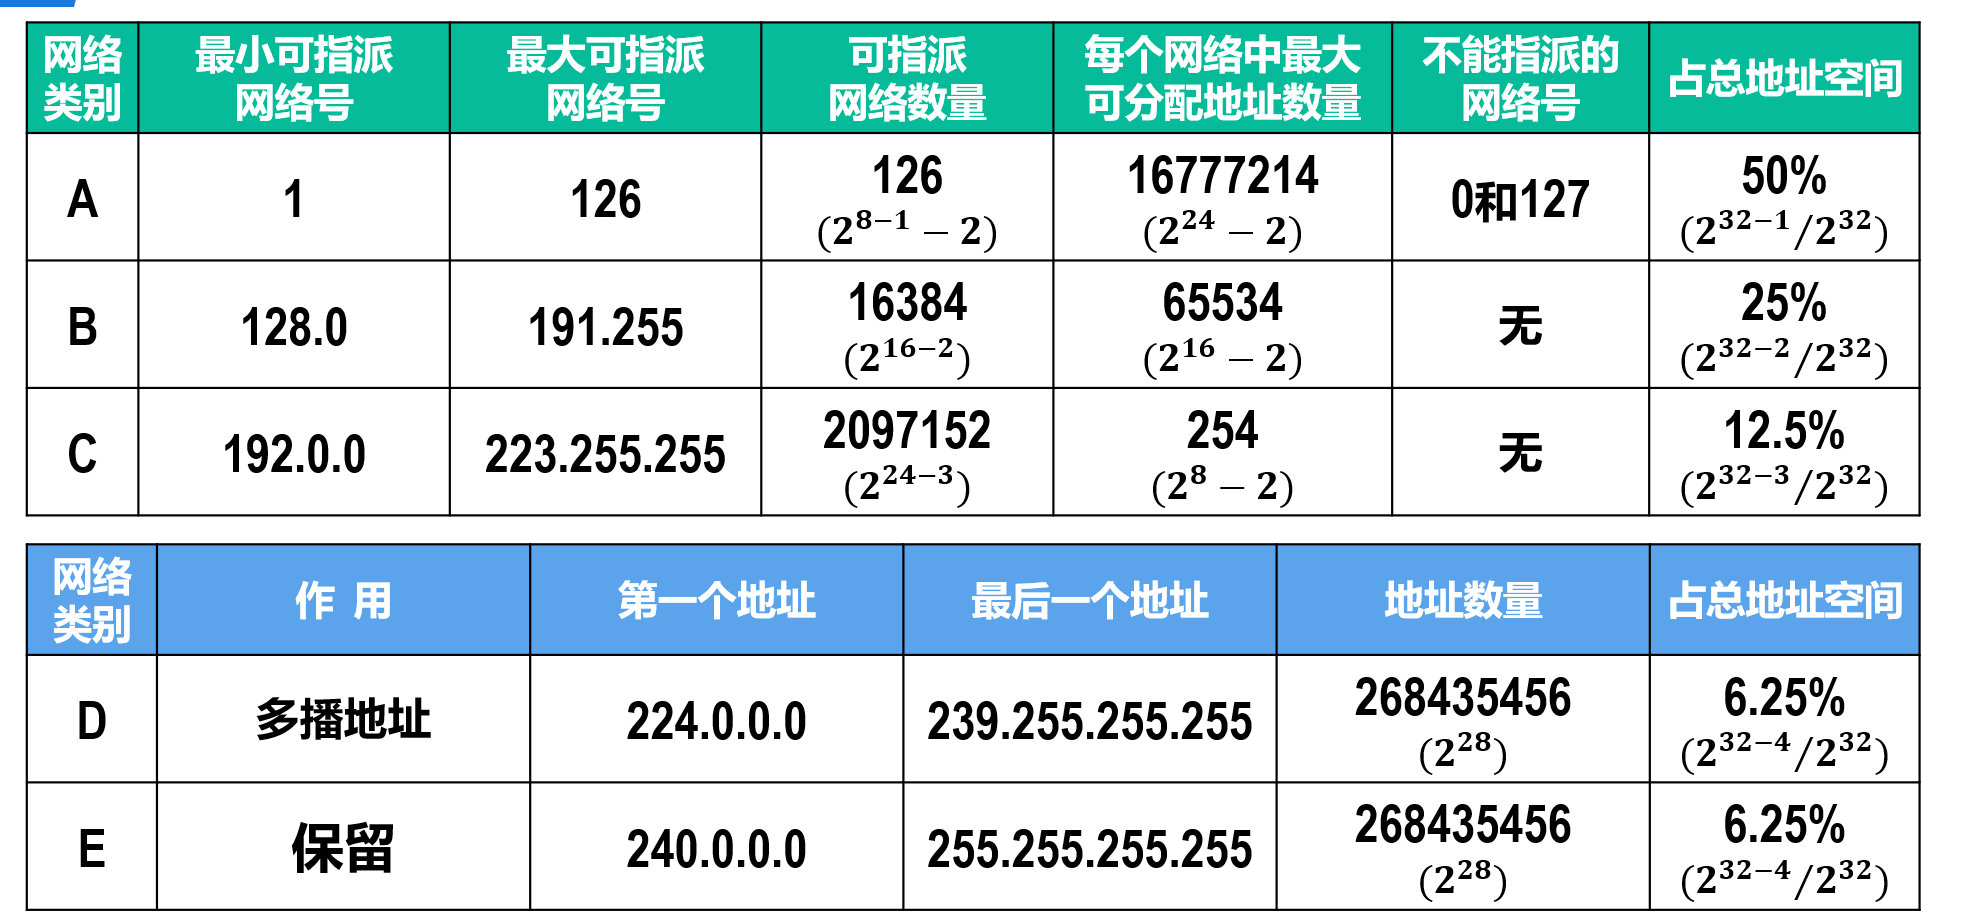 网络类别 最小可指派网络号 最大可指派网络号 可指派网络数量 每个网络中最大可分配地址数量 不能指派的网络号 占总地址空间
A 1 126 126 (2^{8−1} − 2) 16777214 (2^{24} − 2) 0和127 50% (2^{32−1}/2^{32})
B 128.0 191.255 16384 (2^{16−2}) 65534 (2^{16} − 2) 无 25% (2^{32−2}/2^{32})
C 192.0.0 223.255.255 2097152 (2^{24−3}) 254 (2^{8} − 2) 无 12.5% (2^{32−3}/2^{32})
网络类别 作 用 第一个地址 最后一个地址 地址数量 占总地址空间
D 多播地址 224.0.0.0 239.255.255.255 268435456 (2^{28}) 6.25% (2^{32−4}/2^{32})
E 保留 240.0.0.0 255.255.255.255 268435456 (2^{28}) 6.25% (2^{32−4}/2^{32})